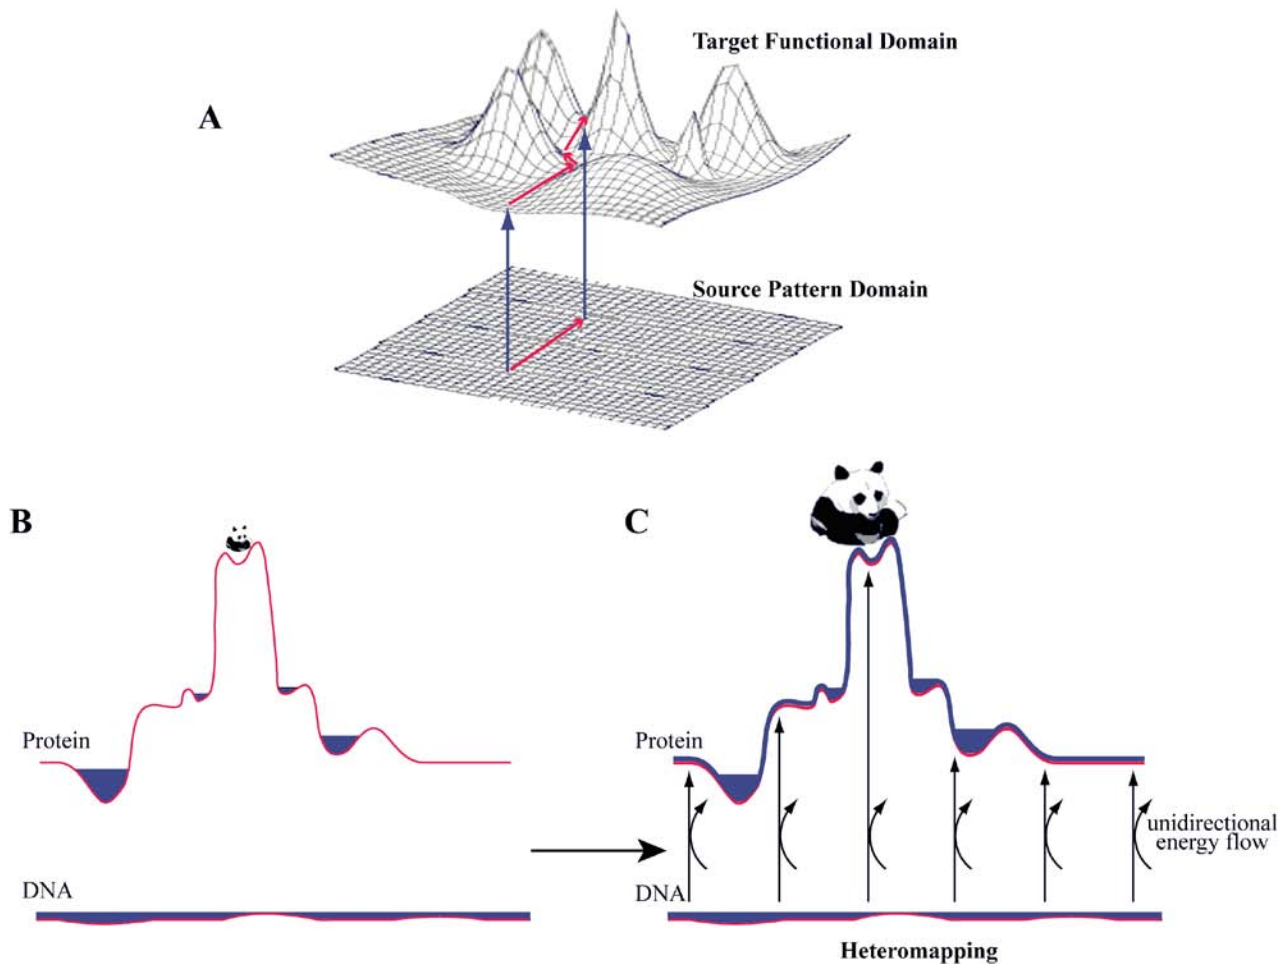 Target Functional Domain
A
Source Pattern Domain
B
C
Protein
Protein
unidirectional
energy flow
DNA
DNA
Heteromapping